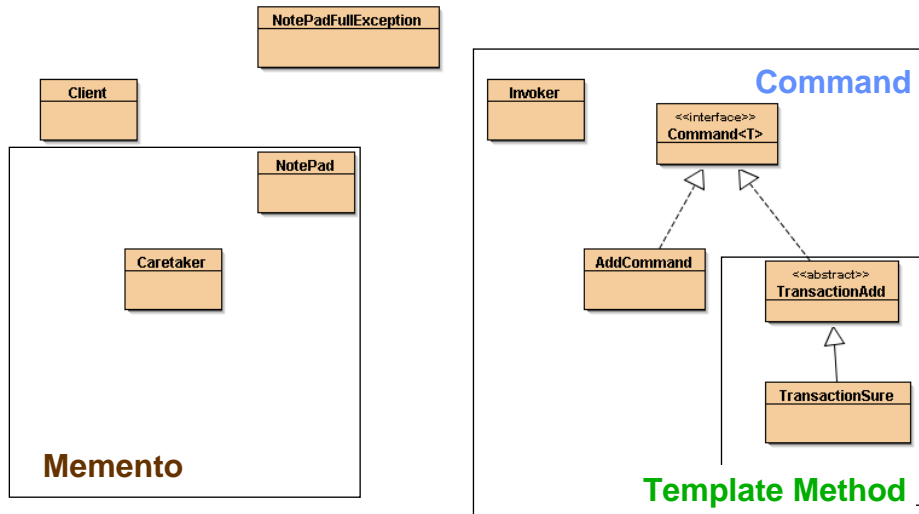 NotePadFullException
Client
Invoker
Command
<<interface>>
Command<T>
NotePad
Caretaker
AddCommand
<<abstract>>
TransactionAdd
TransactionSure
Memento
Template Method